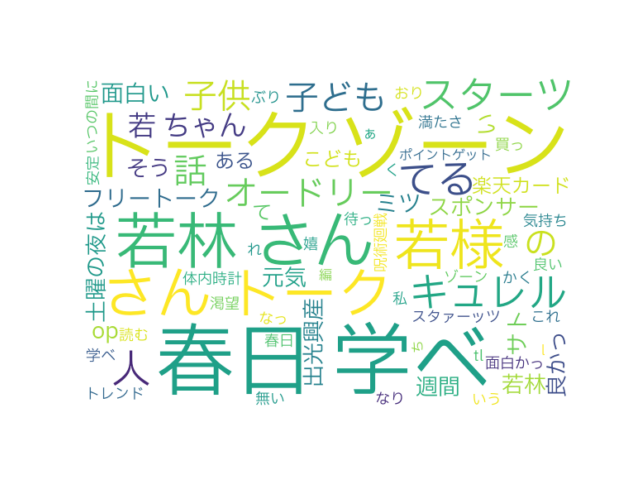 面白い
子供
ぶり
子ども
おり
スターツ
いつの間に
安定
若 ちゃん
入り
ぁ
満たさ
トークゾーン
そう
ある
こども
ポイントゲット
買っ
話
く
てる
楽天カード
フリートーク
オードリー
て
ミツ
スポンサー
気持ち
土曜の夜は
若林 さん
待っ
れ
嬉
呪術廻戦
若様
の
感
良い
体内時計
元気
編
ゾーン
かく
さん トーク
キュレル
渇望
私
スタァーッツ
これ
op
読む
なっ
出光興産
サト
良かっ
学べ
人
春日
春日 学べ
ち
tl
面白かっ
週間
若林
トレンド
無い
なり
いう